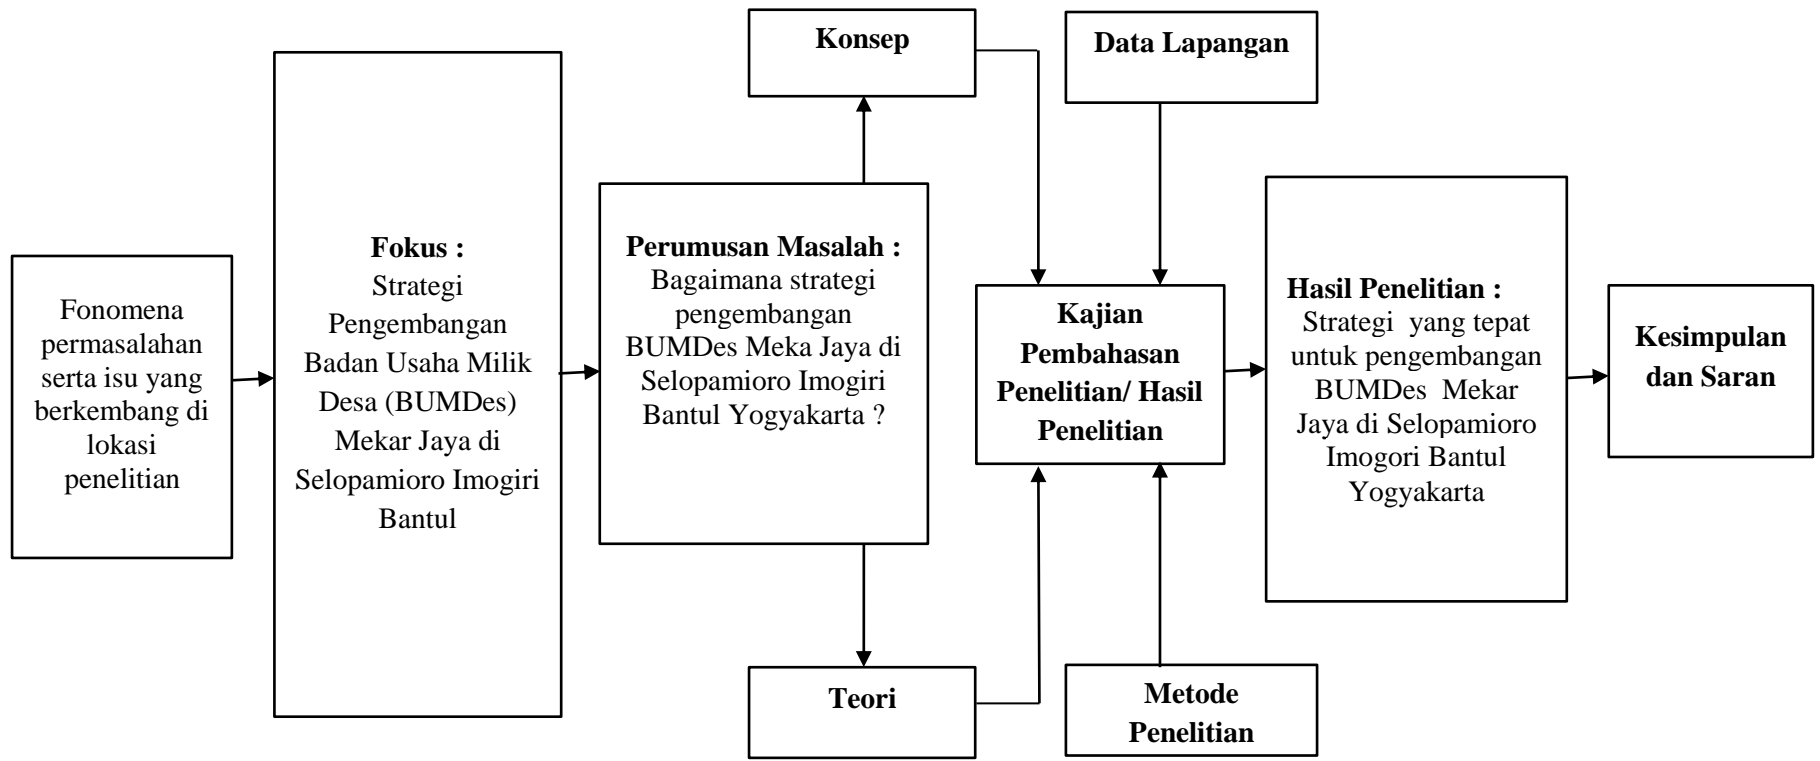 Fonomena
permasalahan
serta isu yang
berkembang di
lokasi
penelitian
Fokus :
Strategi
Pengembangan
Badan Usaha Milik
Desa (BUMDes)
Mekar Jaya di
Selopamioro Imogiri
Bantul
Perumusan Masalah :
Bagaimana strategi
pengembangan
BUMDes Meka Jaya di
Selopamioro Imogiri
Bantul Yogyakarta ?
Konsep
Teori
Data Lapangan
Kajian
Pembahasan
Penelitian/ Hasil
Penelitian
Metode
Penelitian
Hasil Penelitian :
Strategi yang tepat
untuk pengembangan
BUMDes Mekar
Jaya di Selopamioro
Imogori Bantul
Yogyakarta
Kesimpulan
dan Saran